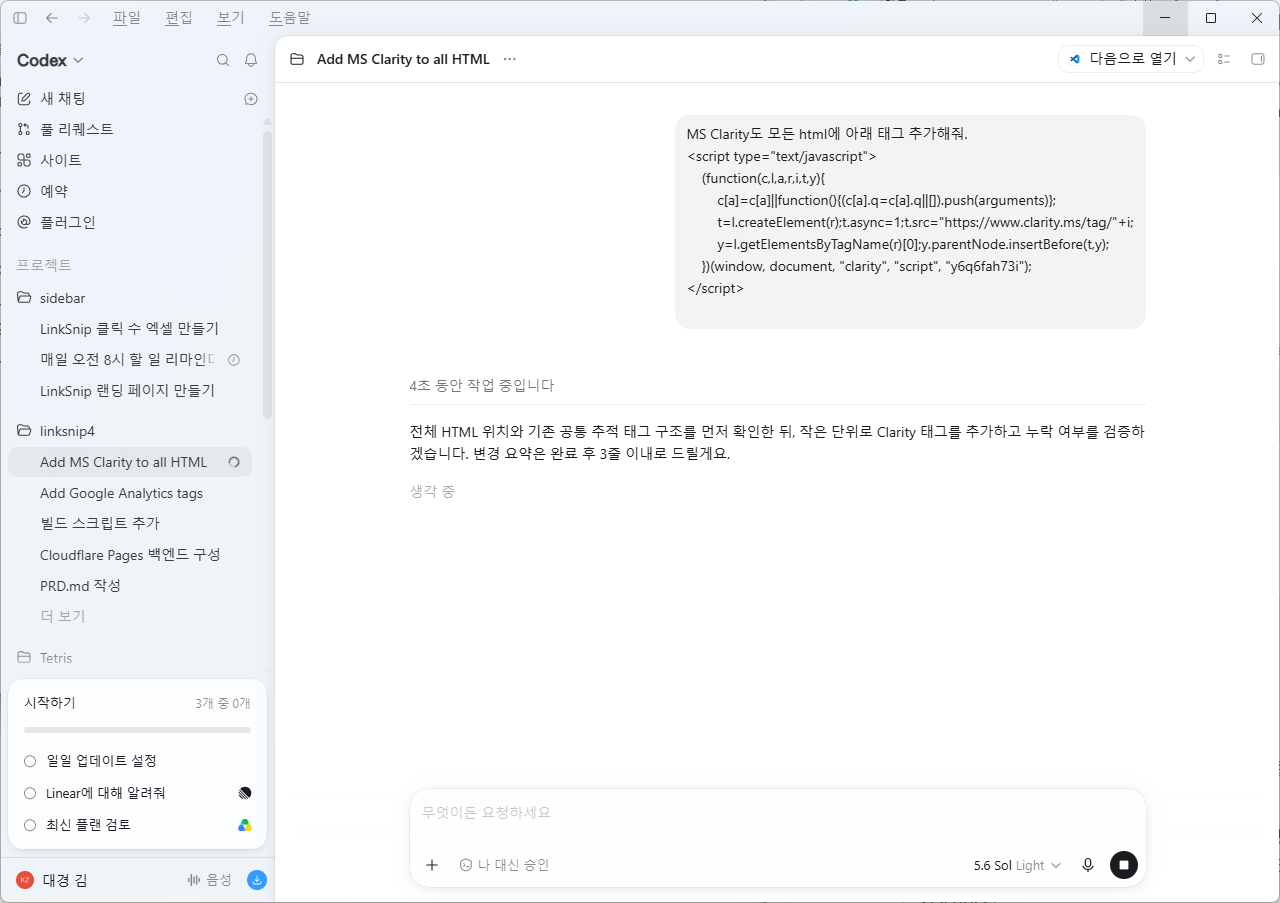 파일 편집 보기 도움말
Codex
새 채팅
풀 리퀘스트
사이트
예약
플러그인
프로젝트
sidebar
LinkSnip 클릭 수 엑셀 만들기
매일 오전 8시 할 일 리마인더
LinkSnip 랜딩 페이지 만들기
linksnip4
Add MS Clarity to all HTML
Add Google Analytics tags
빌드 스크립트 추가
Cloudflare Pages 백엔드 구성
PRD.md 작성
더 보기
Tetris
시작하기 3개 중 0개
일일 업데이트 설정
Linear에 대해 알려줘
최신 플랜 검토
KZ 대경 김 음성
Add MS Clarity to all HTML ··· 다음으로 열기
MS Clarity도 모든 html에 아래 태그 추가해줘.
<script type="text/javascript">
(function(c,l,a,r,i,t,y){
c[a]=c[a]||function(){(c[a].q=c[a].q||[]).push(arguments)};
t=l.createElement(r);t.async=1;t.src="https://www.clarity.ms/tag/"+i;
y=l.getElementsByTagName(r)[0];y.parentNode.insertBefore(t,y);
})(window, document, "clarity", "script", "y6q6fah73i");
</script>
4초 동안 작업 중입니다
전체 HTML 위치와 기존 공통 추적 태그 구조를 먼저 확인한 뒤, 작은 단위로 Clarity 태그를 추가하고 누락 여부를 검증하
겠습니다. 변경 요약은 완료 후 3줄 이내로 드릴게요.
생각 중
무엇이든 요청하세요
나 대신 승인 5.6 Sol Light